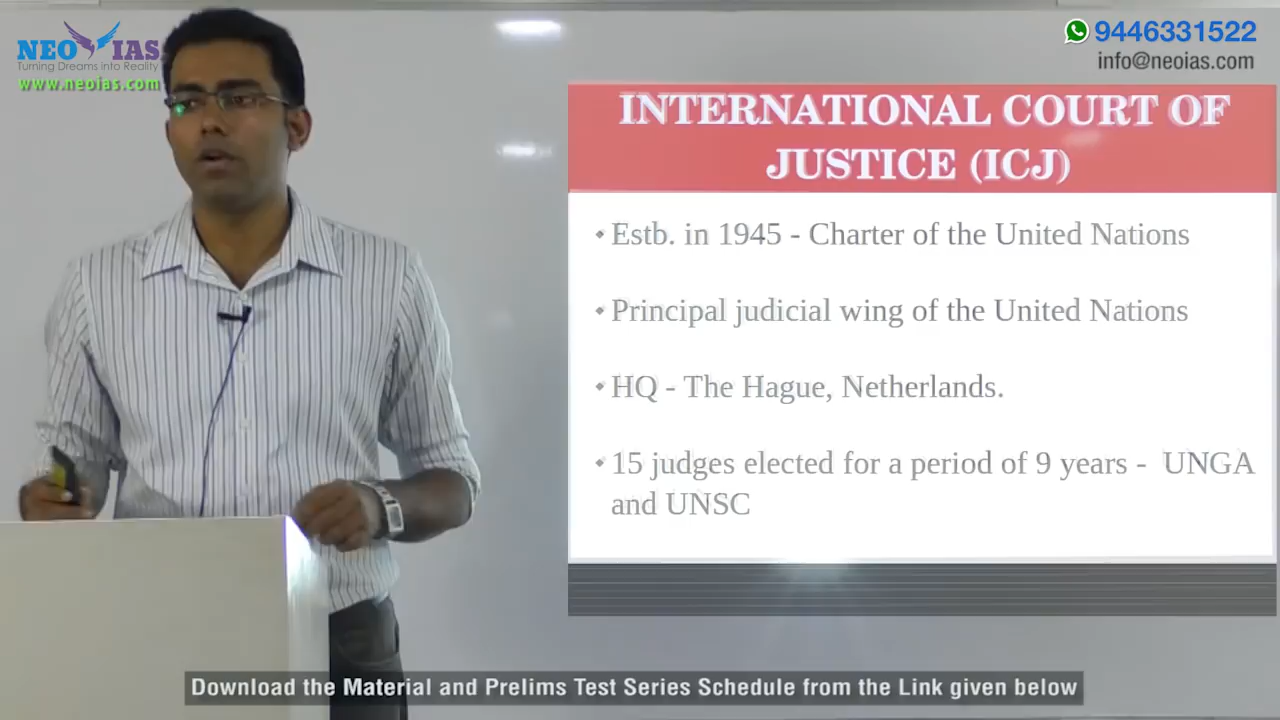 NEO IAS
Turning Dreams into Reality
www.neoias.com
9446331522
info@neoias.com
INTERNATIONAL COURT OF
JUSTICE (ICJ)
Estb. in 1945 - Charter of the United Nations
Principal judicial wing of the United Nations
HQ - The Hague, Netherlands.
15 judges elected for a period of 9 years - UNGA
and UNSC
Download the Material and Prelims Test Series Schedule from the Link given below